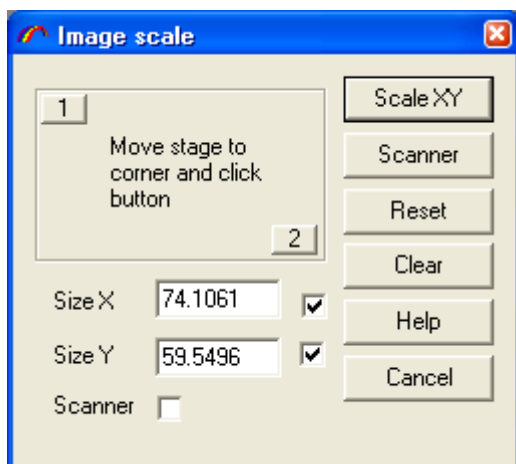 Image scale
1
Move stage to
corner and click
button
2
Size X 74.1061
Size Y 59.5496
Scanner
Scale XY
Scanner
Reset
Clear
Help
Cancel